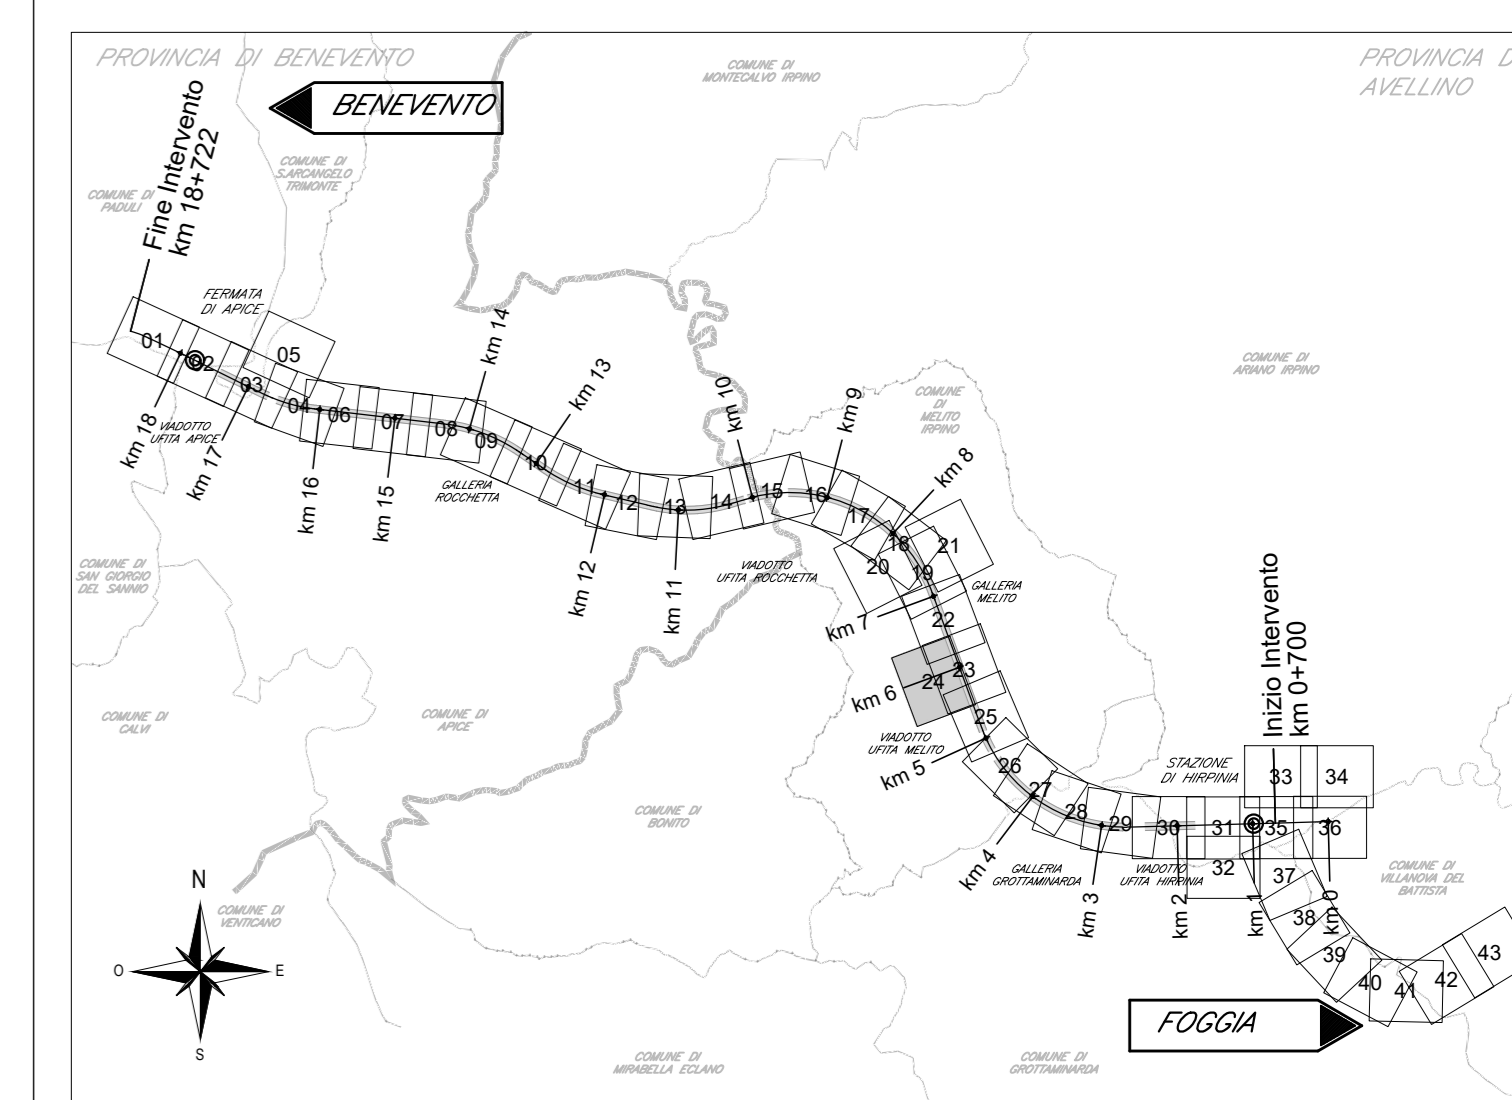 PROVINCIA DI BENEVENTO
PROVINCIA D
AVELLINO
BENEVENTO
COMUNE DI
MONTECALVO IRPINO
COMUNE DI
S.ARCANGELO
TRIMONTE
COMUNE DI
PADULI
Fine Intervento
km 18+722
FERMATA
DI APICE
01
02
03
04
05
06
07
08
09
10
11
12
13
14
15
16
17
18
19
20
21
22
23
24
25
26
27
28
29
30
31
32
33
34
35
36
37
38
39
40
41
42
43
km 18
km 17
km 16
km 15
km 14
km 13
km 12
km 11
km 10
km 9
km 8
km 7
km 6
km 5
km 4
km 3
km 2
km 1
km 0
VIADOTTO
UFITA APICE
GALLERIA
ROCCHETTA
VIADOTTO
UFITA ROCCHETTA
GALLERIA
MELITO
VIADOTTO
UFITA MELITO
GALLERIA
GROTTAMINARDA
VIADOTTO
UFITA HIRPINIA
STAZIONE
DI HIRPINIA
Inizio Intervento
km 0+700
COMUNE DI
ARIANO IRPINO
COMUNE
DI
MELITO
IRPINO
COMUNE DI
SAN GIORGIO
DEL SANNIO
COMUNE DI
CALVI
COMUNE DI
APICE
COMUNE DI
BONITO
COMUNE DI
VILLANOVA DEL
BATTISTA
COMUNE DI
VENTICANO
COMUNE DI
MIRABELLA ECLANO
COMUNE DI
GROTTAMINARDA
N
O
E
S
FOGGIA